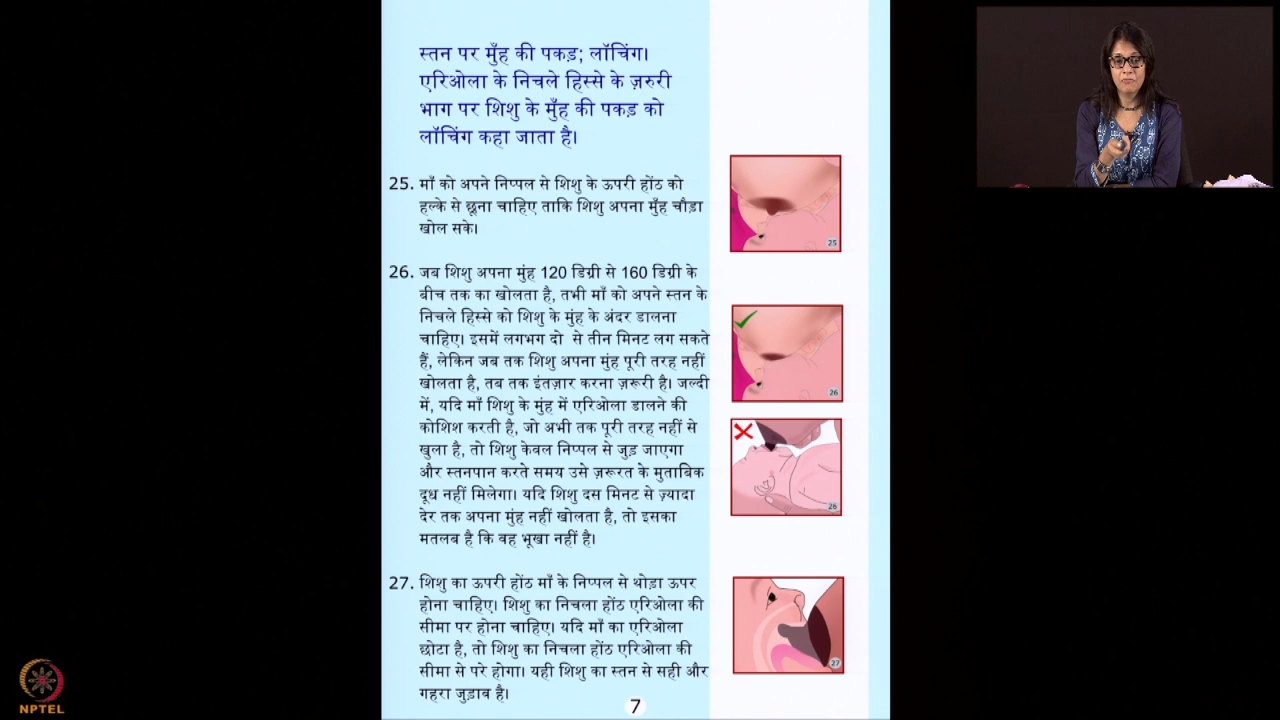 स्तन पर मुँह की पकड़; लॉचिंग।
एरिओला के निचले हिस्से के ज़रुरी
भाग पर शिशु के मुँह की पकड़ को
लॉचिंग कहा जाता है।
25. माँ को अपने निप्पल से शिशु के ऊपरी होंठ को
हल्के से छूना चाहिए ताकि शिशु अपना मुँह चौड़ा
खोल सके।
25
26. जब शिशु अपना मुंह 120 डिग्री से 160 डिग्री के
बीच तक का खोलता है, तभी माँ को अपने स्तन के
निचले हिस्से को शिशु के मुंह के अंदर डालना
चाहिए। इसमें लगभग दो से तीन मिनट लग सकते
हैं, लेकिन जब तक शिशु अपना मुंह पूरी तरह नहीं
खोलता है, तब तक इंतज़ार करना ज़रूरी है। जल्दी
में, यदि माँ शिशु के मुंह में एरिओला डालने की
कोशिश करती है, जो अभी तक पूरी तरह नहीं से
खुला है, तो शिशु केवल निप्पल से जुड़ जाएगा
और स्तनपान करते समय उसे ज़रूरत के मुताबिक
दूध नहीं मिलेगा। यदि शिशु दस मिनट से ज़्यादा
देर तक अपना मुंह नहीं खोलता है, तो इसका
मतलब है कि वह भूखा नहीं है।
26
26
27. शिशु का ऊपरी होंठ माँ के निप्पल से थोड़ा ऊपर
होना चाहिए। शिशु का निचला होंठ एरिओला की
सीमा पर होना चाहिए। यदि माँ का एरिओला
छोटा है, तो शिशु का निचला होंठ एरिओला की
सीमा से परे होगा। यही शिशु का स्तन से सही और
गहरा जुड़ाव है।
27
7
NPTEL